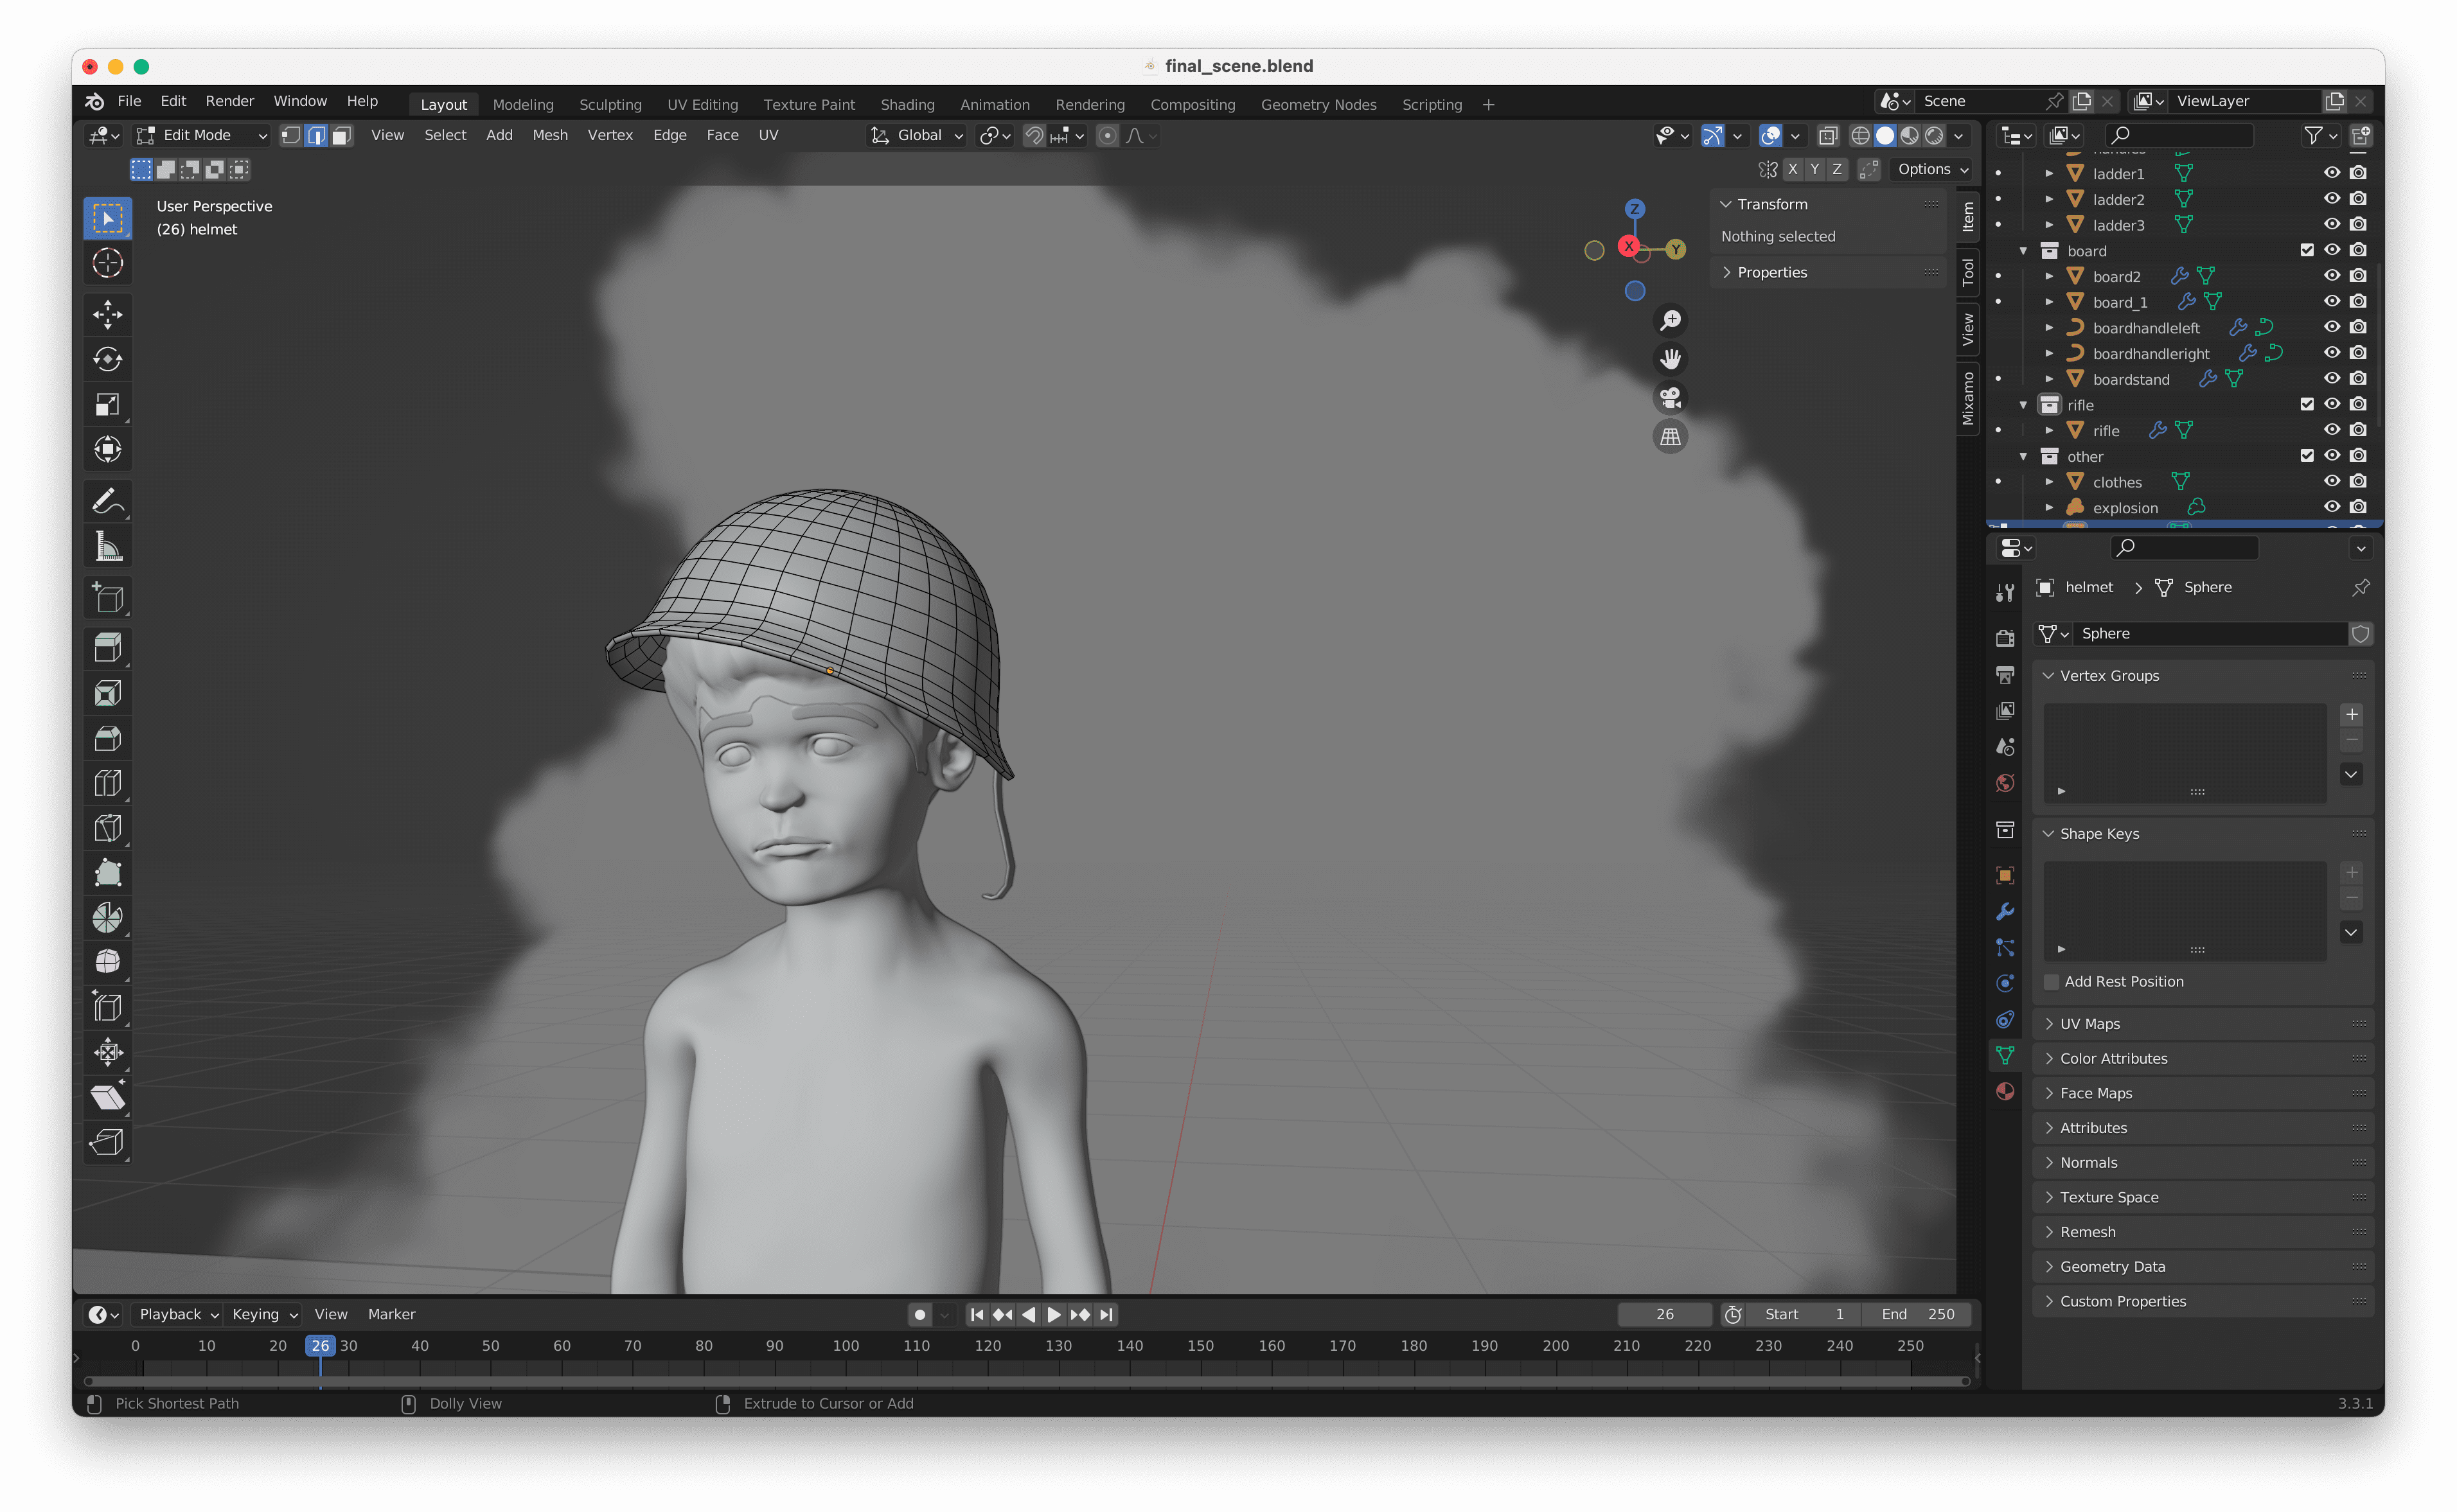 final_scene.blend
File Edit Render Window Help Layout Modeling Sculpting UV Editing Texture Paint Shading Animation Rendering Compositing Geometry Nodes Scripting + Scene ViewLayer
Edit Mode View Select Add Mesh Vertex Edge Face UV Global
X Y Z Options
User Perspective
(26) helmet
Z
X
Y
Transform
Nothing selected
Properties
Item
Tool
View
Mixamo
ladder1
ladder2
ladder3
board
board2
board_1
boardhandleleft
boardhandleright
boardstand
rifle
rifle
other
clothes
explosion
helmet > Sphere
Sphere
Vertex Groups
Shape Keys
Add Rest Position
UV Maps
Color Attributes
Face Maps
Attributes
Normals
Texture Space
Remesh
Geometry Data
Custom Properties
Playback Keying View Marker 26 Start 1 End 250
0 10 20 26 30 40 50 60 70 80 90 100 110 120 130 140 150 160 170 180 190 200 210 220 230 240 250
Pick Shortest Path Dolly View Extrude to Cursor or Add 3.3.1